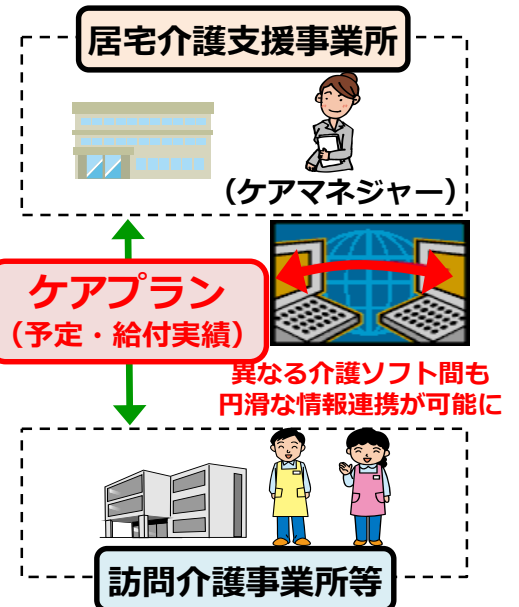 居宅介護支援事業所
（ケアマネジャー）
ケアプラン
（予定・給付実績）
異なる介護ソフト間も
円滑な情報連携が可能に
訪問介護事業所等